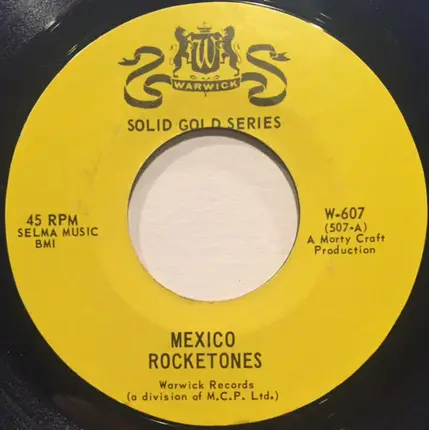 W
WARWICK
SOLID GOLD SERIES
45 RPM
SELMA MUSIC
BMI
W-607
(507-A)
A Morty Craft
Production
MEXICO
ROCKETONES
Warwick Records
(a division of M.C.P. Ltd.)